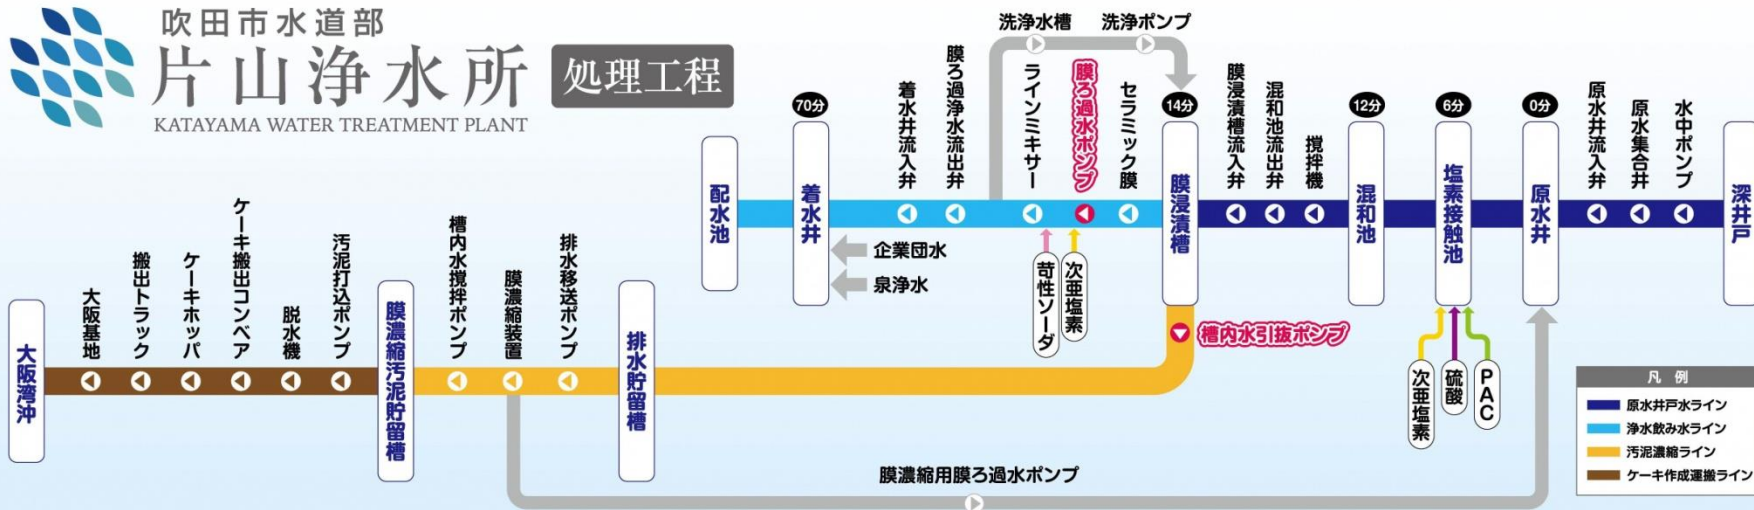 吹田市水道部
片山浄水所
KATAYAMA WATER TREATMENT PLANT
処理工程
洗浄水槽
洗浄ポンプ
配水池
70分
着水井
着水井流入弁
膜ろ過浄水流出弁
ラインミキサー
膜ろ過水ポンプ
セラミック膜
14分
膜浸漬槽
膜浸漬槽流入弁
混和池流出弁
撹拌機
12分
混和池
6分
塩素接触池
0分
原水井
原水井流入弁
原水集合井
水中ポンプ
深井戸
企業団水
泉浄水
苛性ソーダ
次亜塩素
槽内水引抜ポンプ
次亜塩素
硫酸
PAC
大阪湾沖
大阪基地
搬出トラック
ケーキホッパ
ケーキ搬出コンベア
脱水機
汚泥打込ポンプ
膜濃縮汚泥貯留槽
槽内水撹拌ポンプ
膜濃縮装置
排水移送ポンプ
排水貯留槽
膜濃縮用膜ろ過水ポンプ
凡例
原水井戸水ライン
浄水飲み水ライン
汚泥濃縮ライン
ケーキ作成運搬ライン